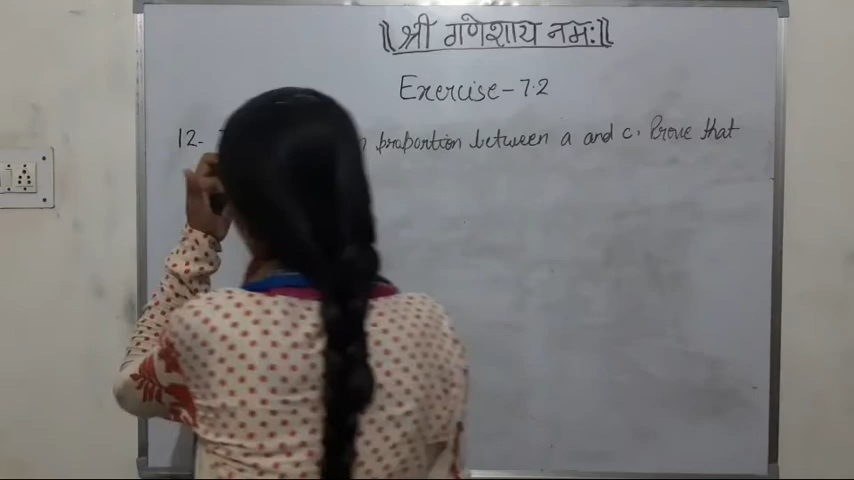 ॥ श्री गणेशाय नमः ॥
Exercise-7.2
12- proportion between a and c. Prove that